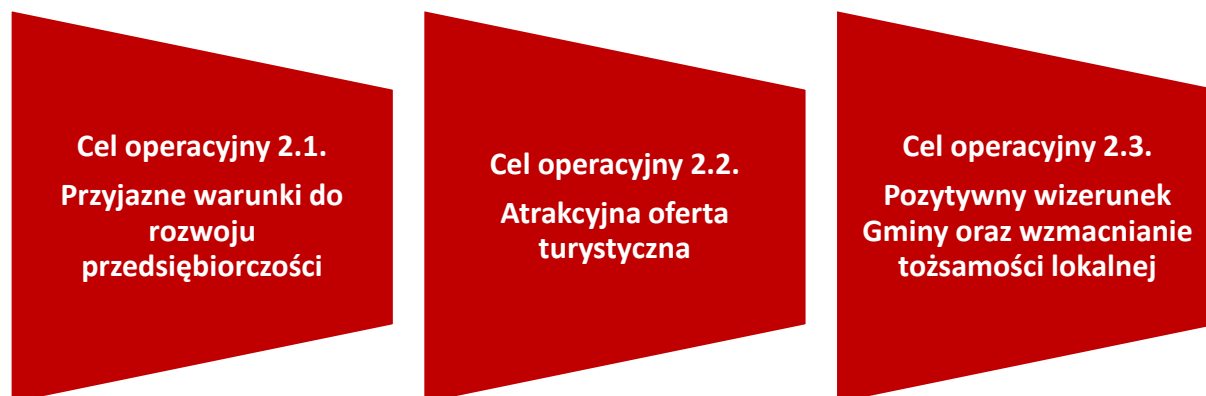 Cel operacyjny 2.1.
Przyjazne warunki do
rozwoju
przedsiębiorczości
Cel operacyjny 2.2.
Atrakcyjna oferta
turystyczna
Cel operacyjny 2.3.
Pozytywny wizerunek
Gminy oraz wzmacnianie
tożsamości lokalnej